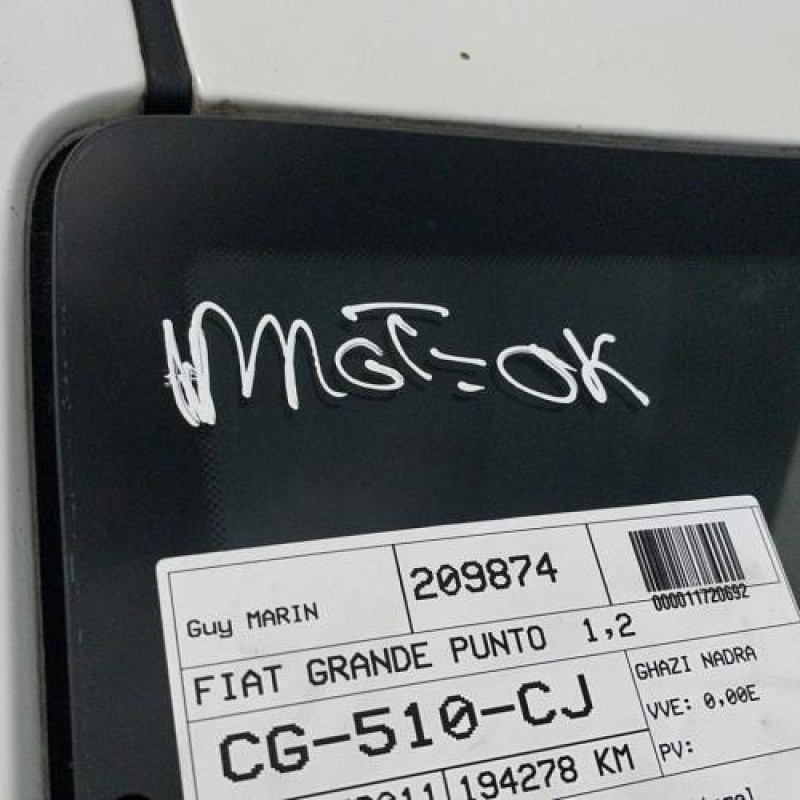 MOT=OK
Guy MARIN
209874
000011720692
FIAT GRANDE PUNTO 1,2
CG-510-CJ
GHAZI NADRA
VVE: 0,00E
PV:
194278 KM